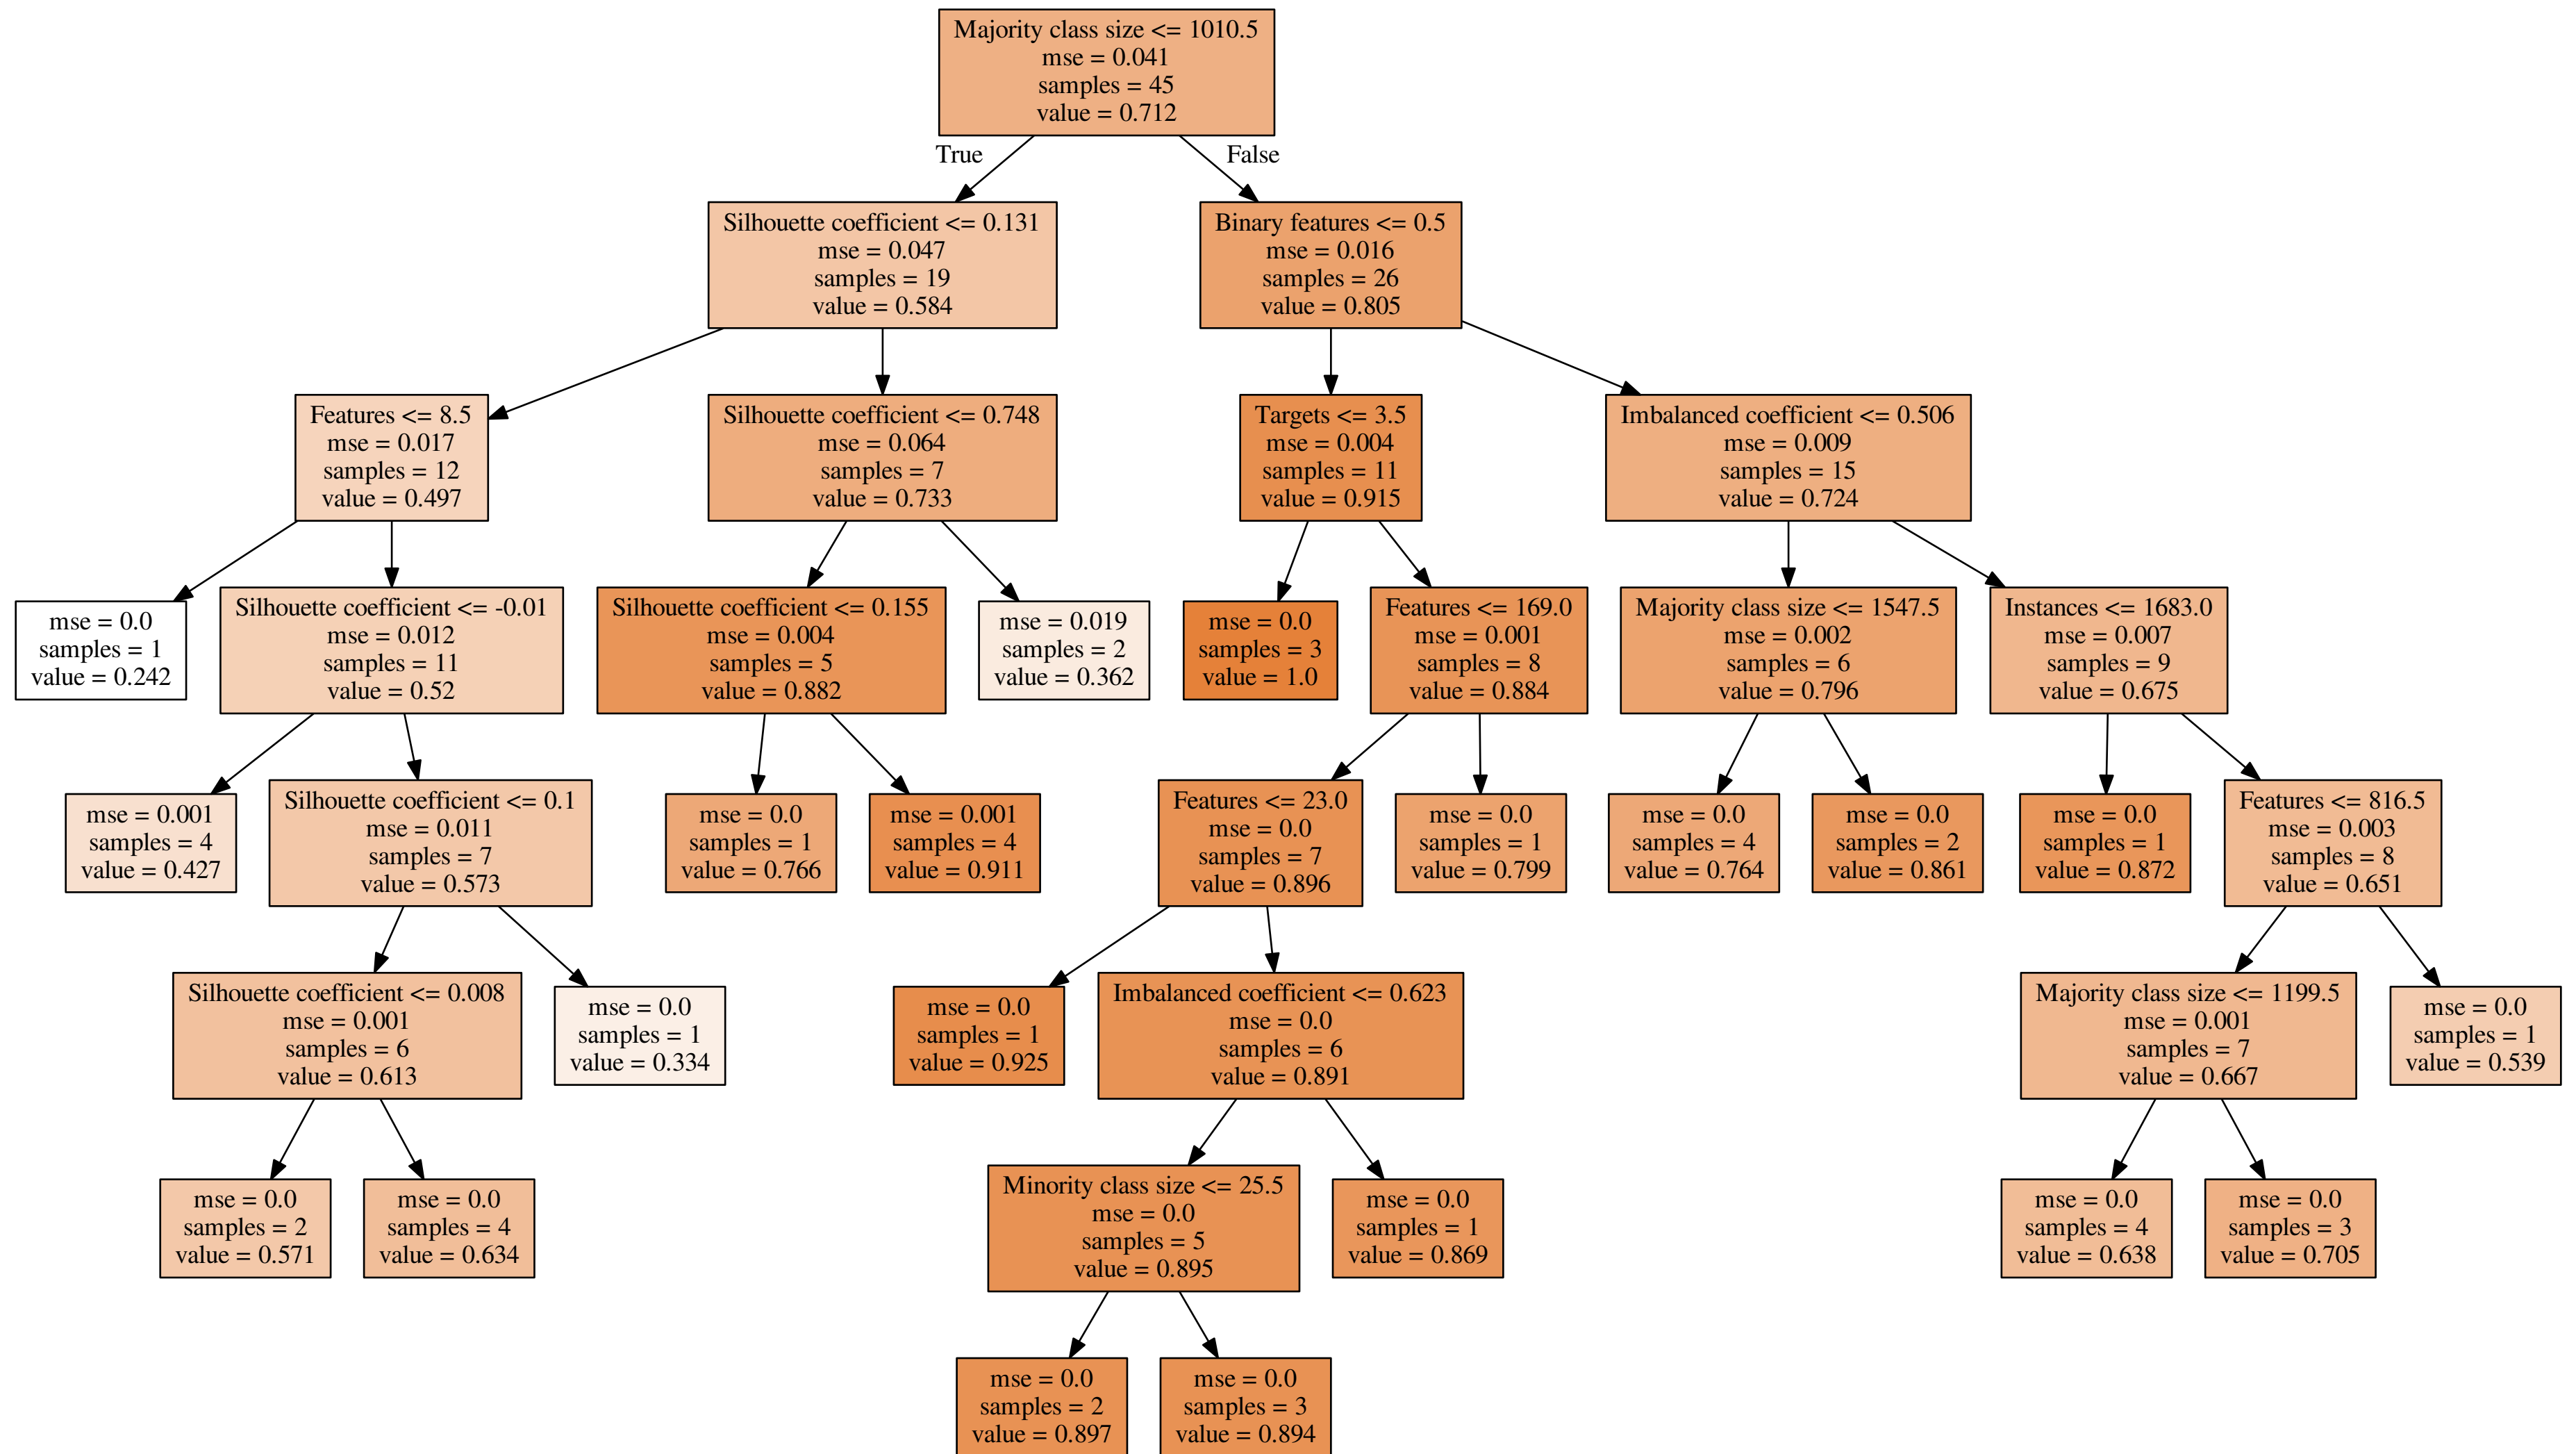 Majority class size <= 1010.5
mse = 0.041
samples = 45
value = 0.712
True
False
Silhouette coefficient <= 0.131
mse = 0.047
samples = 19
value = 0.584
Binary features <= 0.5
mse = 0.016
samples = 26
value = 0.805
Features <= 8.5
mse = 0.017
samples = 12
value = 0.497
Silhouette coefficient <= 0.748
mse = 0.064
samples = 7
value = 0.733
Targets <= 3.5
mse = 0.004
samples = 11
value = 0.915
Imbalanced coefficient <= 0.506
mse = 0.009
samples = 15
value = 0.724
mse = 0.0
samples = 1
value = 0.242
Silhouette coefficient <= -0.01
mse = 0.012
samples = 11
value = 0.52
Silhouette coefficient <= 0.155
mse = 0.004
samples = 5
value = 0.882
mse = 0.019
samples = 2
value = 0.362
mse = 0.0
samples = 3
value = 1.0
Features <= 169.0
mse = 0.001
samples = 8
value = 0.884
Majority class size <= 1547.5
mse = 0.002
samples = 6
value = 0.796
Instances <= 1683.0
mse = 0.007
samples = 9
value = 0.675
mse = 0.001
samples = 4
value = 0.427
Silhouette coefficient <= 0.1
mse = 0.011
samples = 7
value = 0.573
mse = 0.0
samples = 1
value = 0.766
mse = 0.001
samples = 4
value = 0.911
Features <= 23.0
mse = 0.0
samples = 7
value = 0.896
mse = 0.0
samples = 1
value = 0.799
mse = 0.0
samples = 4
value = 0.764
mse = 0.0
samples = 2
value = 0.861
mse = 0.0
samples = 1
value = 0.872
Features <= 816.5
mse = 0.003
samples = 8
value = 0.651
Silhouette coefficient <= 0.008
mse = 0.001
samples = 6
value = 0.613
mse = 0.0
samples = 1
value = 0.334
mse = 0.0
samples = 1
value = 0.925
Imbalanced coefficient <= 0.623
mse = 0.0
samples = 6
value = 0.891
Majority class size <= 1199.5
mse = 0.001
samples = 7
value = 0.667
mse = 0.0
samples = 1
value = 0.539
mse = 0.0
samples = 2
value = 0.571
mse = 0.0
samples = 4
value = 0.634
Minority class size <= 25.5
mse = 0.0
samples = 5
value = 0.895
mse = 0.0
samples = 1
value = 0.869
mse = 0.0
samples = 4
value = 0.638
mse = 0.0
samples = 3
value = 0.705
mse = 0.0
samples = 2
value = 0.897
mse = 0.0
samples = 3
value = 0.894